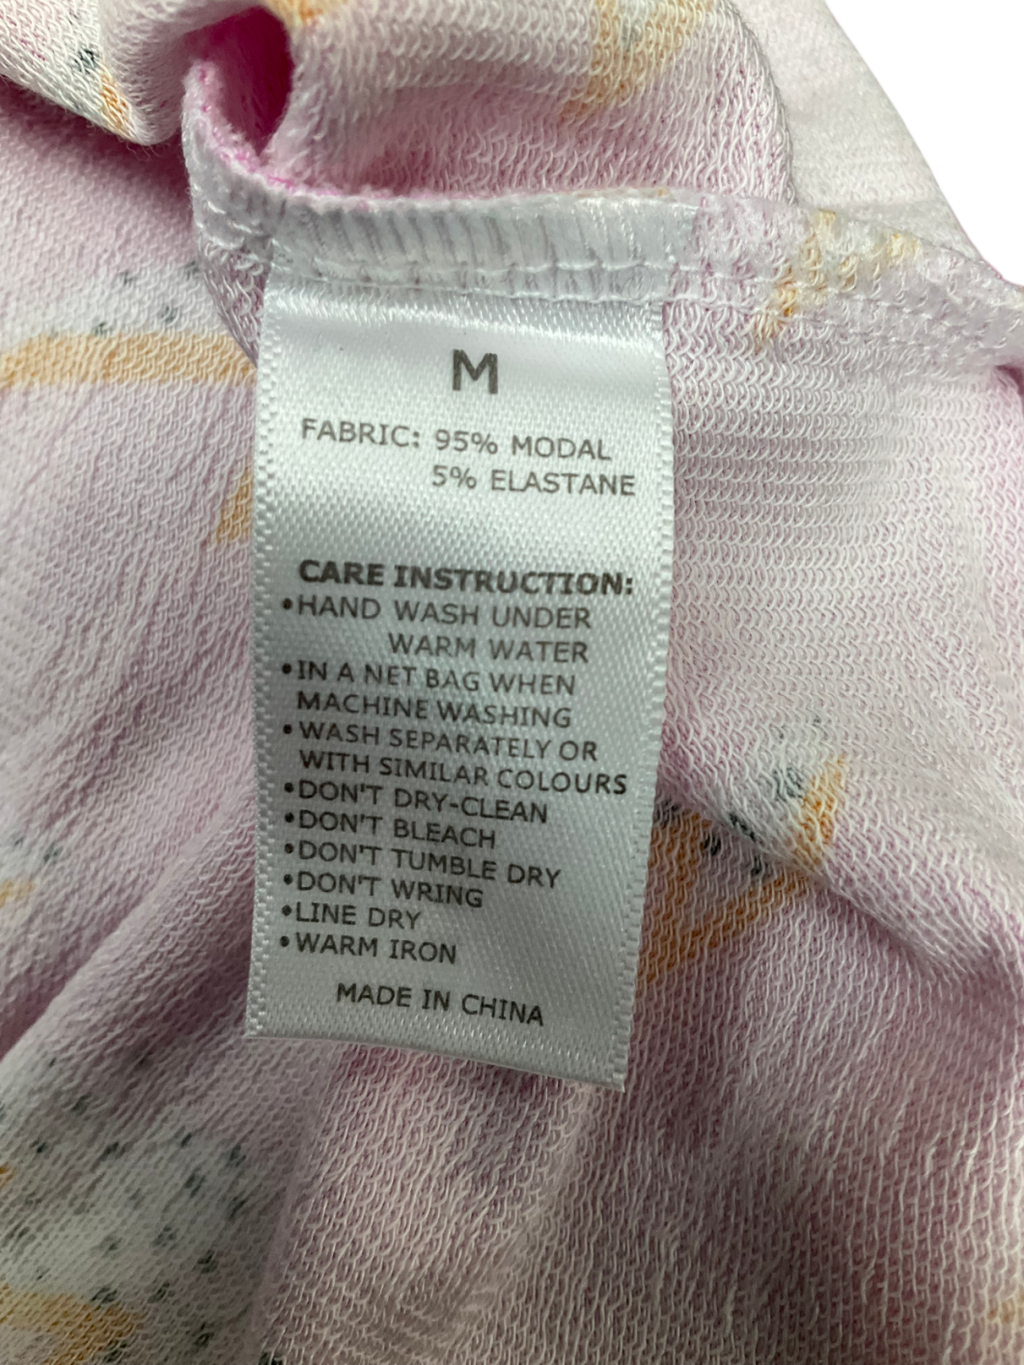 M
FABRIC: 95% MODAL
5% ELASTANE
CARE INSTRUCTION:
•HAND WASH UNDER
WARM WATER
•IN A NET BAG WHEN
MACHINE WASHING
•WASH SEPARATELY OR
WITH SIMILAR COLOURS
•DON'T DRY-CLEAN
•DON'T BLEACH
•DON'T TUMBLE DRY
•DON'T WRING
•LINE DRY
•WARM IRON
MADE IN CHINA